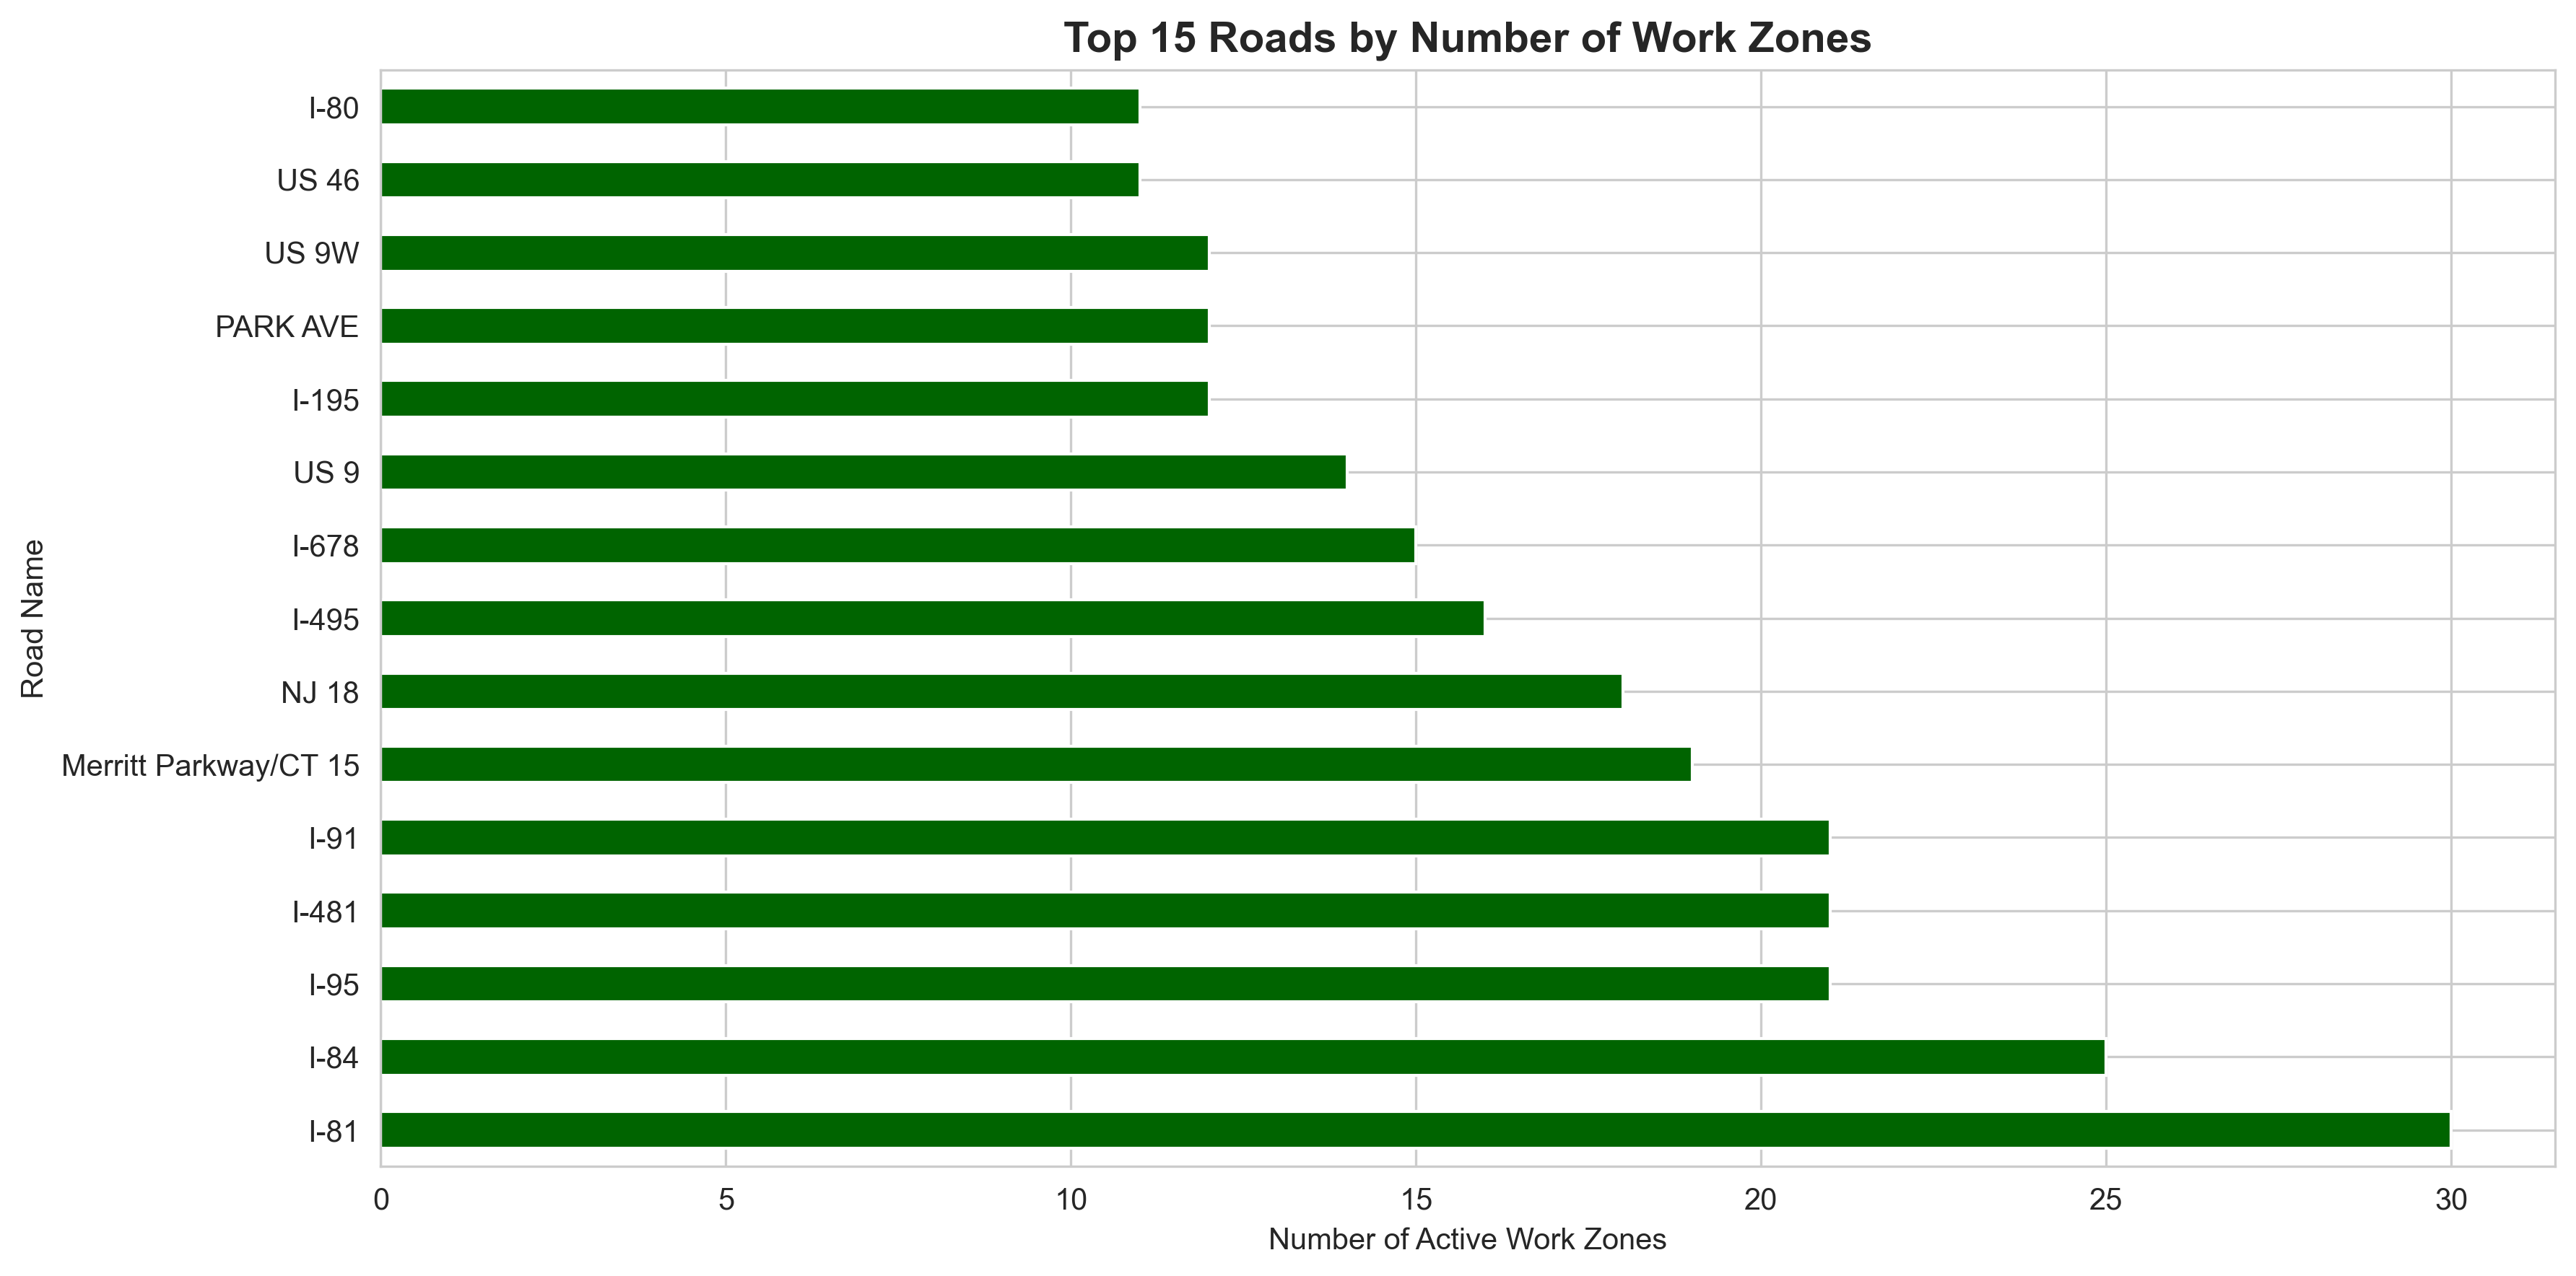 Top 15 Roads by Number of Work Zones
Road Name
I-80
US 46
US 9W
PARK AVE
I-195
US 9
I-678
I-495
NJ 18
Merritt Parkway/CT 15
I-91
I-481
I-95
I-84
I-81
0 5 10 15 20 25 30
Number of Active Work Zones